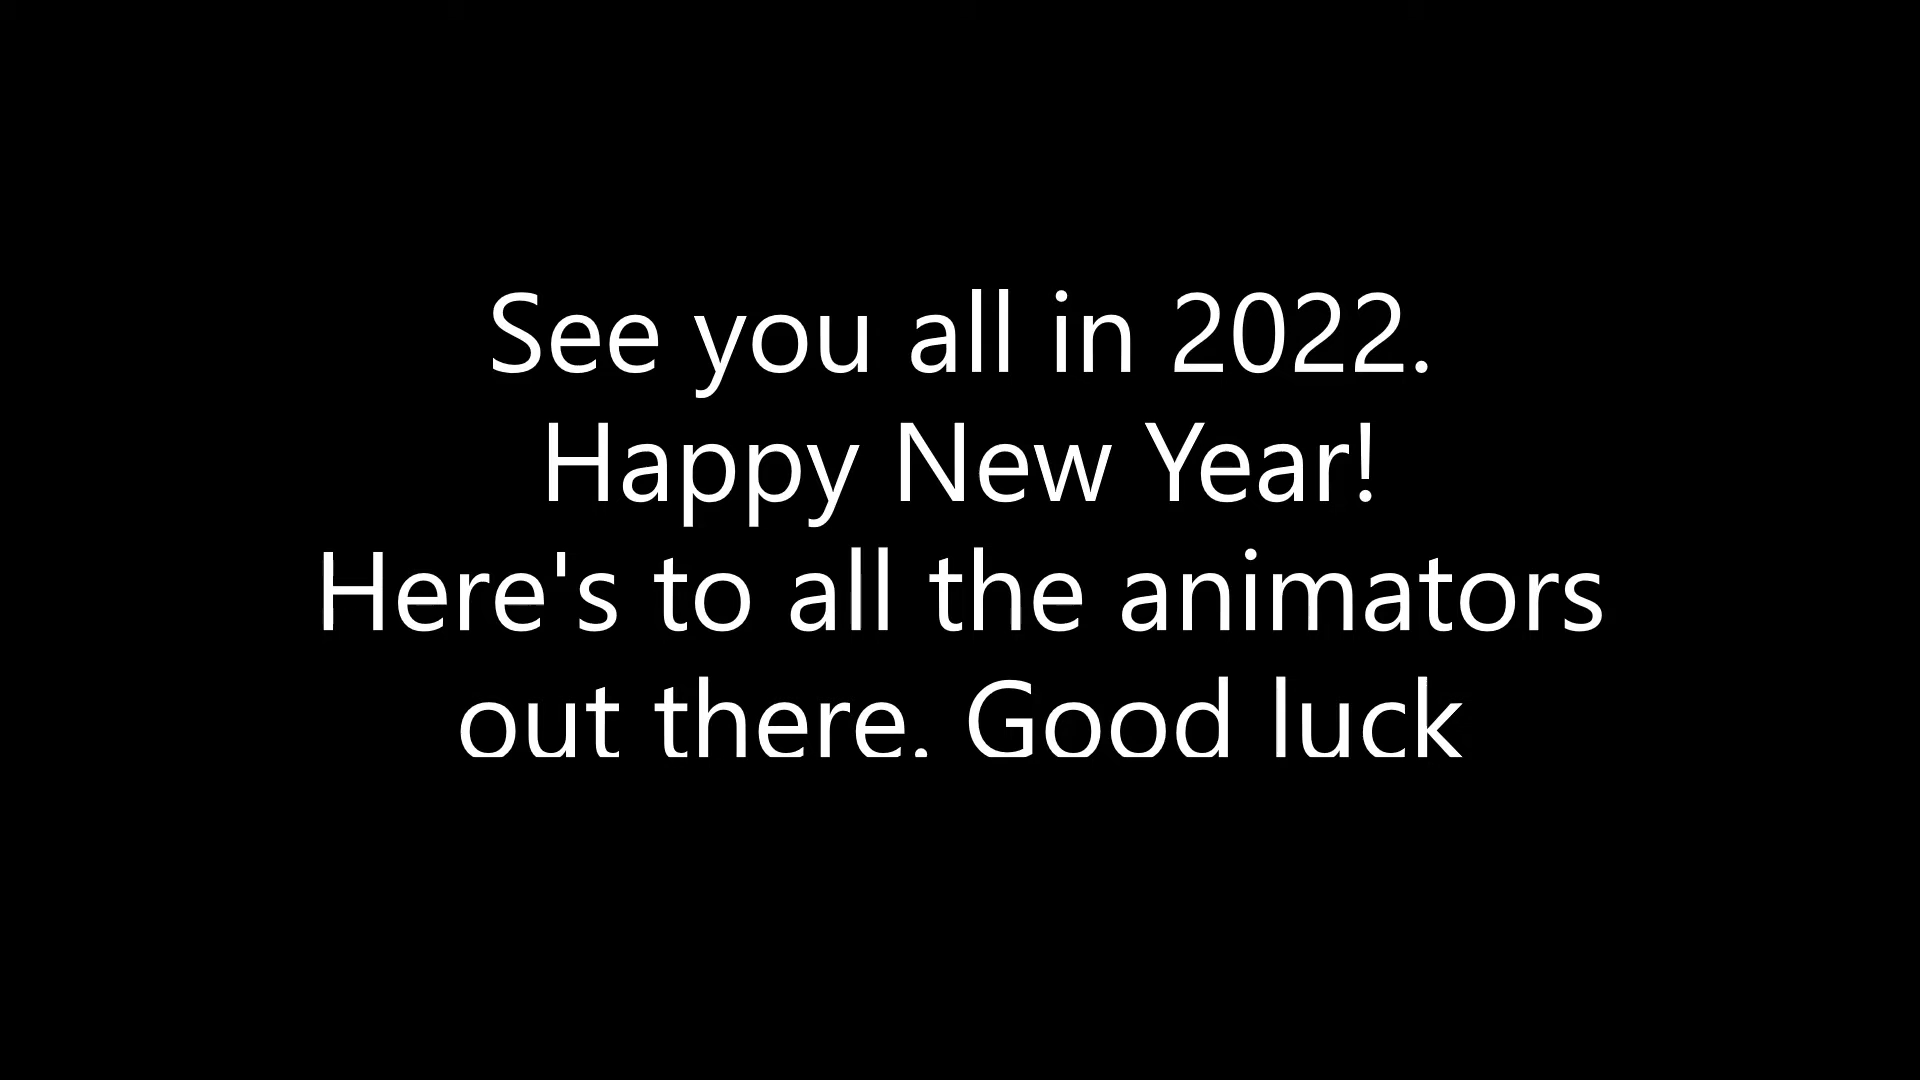 See you all in 2022.
Happy New Year!
Here's to all the animators
out there. Good luck